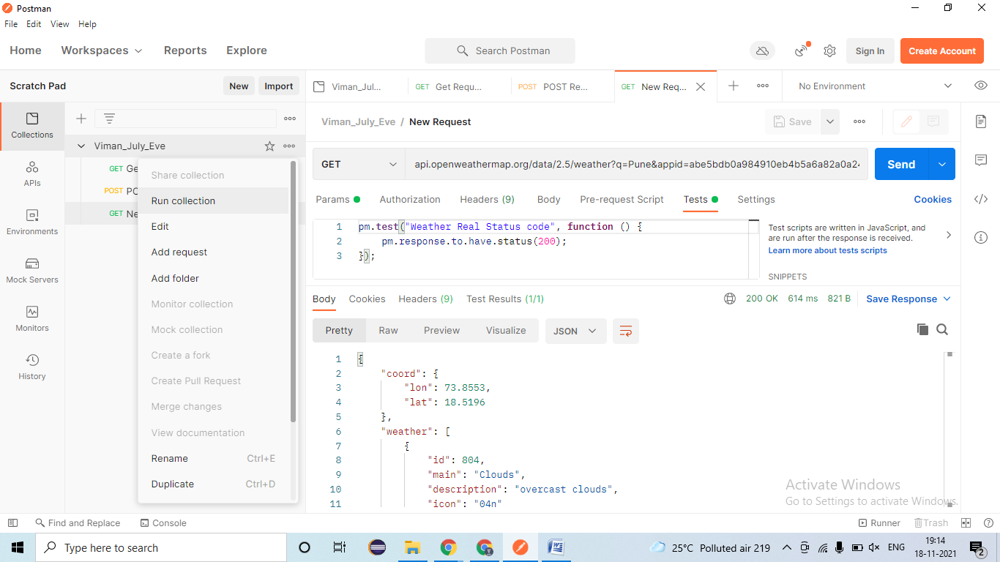 Postman
File Edit View Help
Home Workspaces Reports Explore Search Postman Sign In Create Account
Scratch Pad New Import
Viman_Jul... GET Get Requ... POST POST Re... GET New Req... No Environment
Collections
APIs
Environments
Mock Servers
Monitors
History
Viman_July_Eve
GET Ge
POST PC
GET Ne
Share collection
Run collection
Edit
Add request
Add folder
Monitor collection
Mock collection
Create a fork
Create Pull Request
Merge changes
View documentation
Rename Ctrl+E
Duplicate Ctrl+D
Viman_July_Eve / New Request Save
GET api.openweathermap.org/data/2.5/weather?q=Pune&appid=abe5bdb0a984910eb4b5a6a82a0a2 Send
Params Authorization Headers (9) Body Pre-request Script Tests Settings Cookies
1 pm.test("Weather Real Status code", function () {
2 pm.response.to.have.status(200);
3 });
Test scripts are written in JavaScript, and
are run after the response is received.
Learn more about tests scripts
SNIPPETS
Body Cookies Headers (9) Test Results (1/1) 200 OK 614 ms 821 B Save Response
Pretty Raw Preview Visualize JSON
1 {
2 "coord": {
3 "lon": 73.8553,
4 "lat": 18.5196
5 },
6 "weather": [
7 {
8 "id": 804,
9 "main": "Clouds",
10 "description": "overcast clouds",
11 "icon": "04n"
Activate Windows
Go to Settings to activate Windows.
Find and Replace Console Runner Trash
Type here to search 25°C Polluted air 219 ENG 19:14
18-11-2021 2